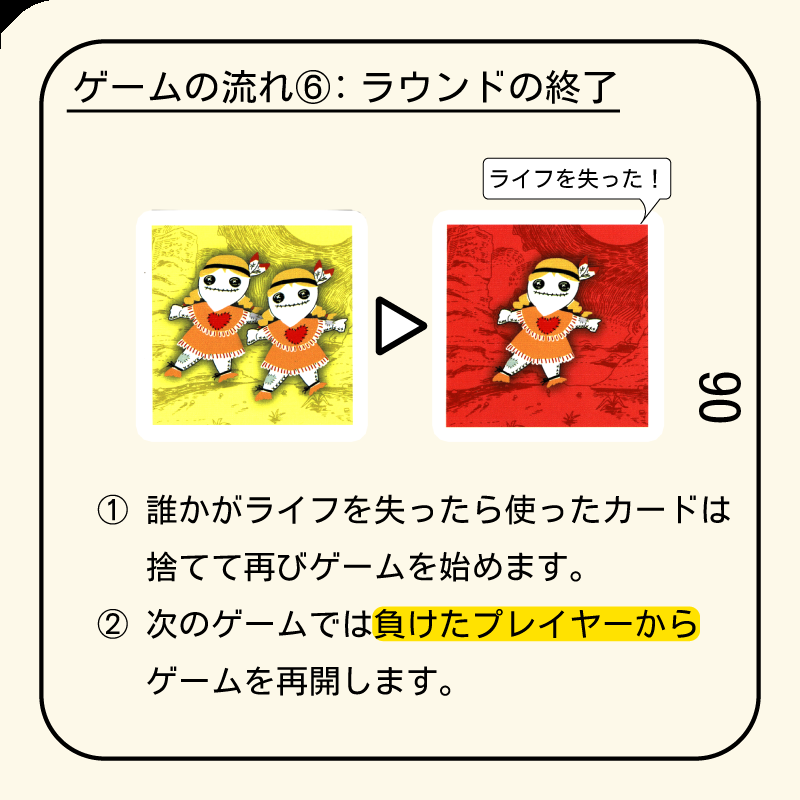 ゲームの流れ⑥：ラウンドの終了
ライフを失った！
06
① 誰かがライフを失ったら使ったカードは
捨てて再びゲームを始めます。
② 次のゲームでは負けたプレイヤーから
ゲームを再開します。